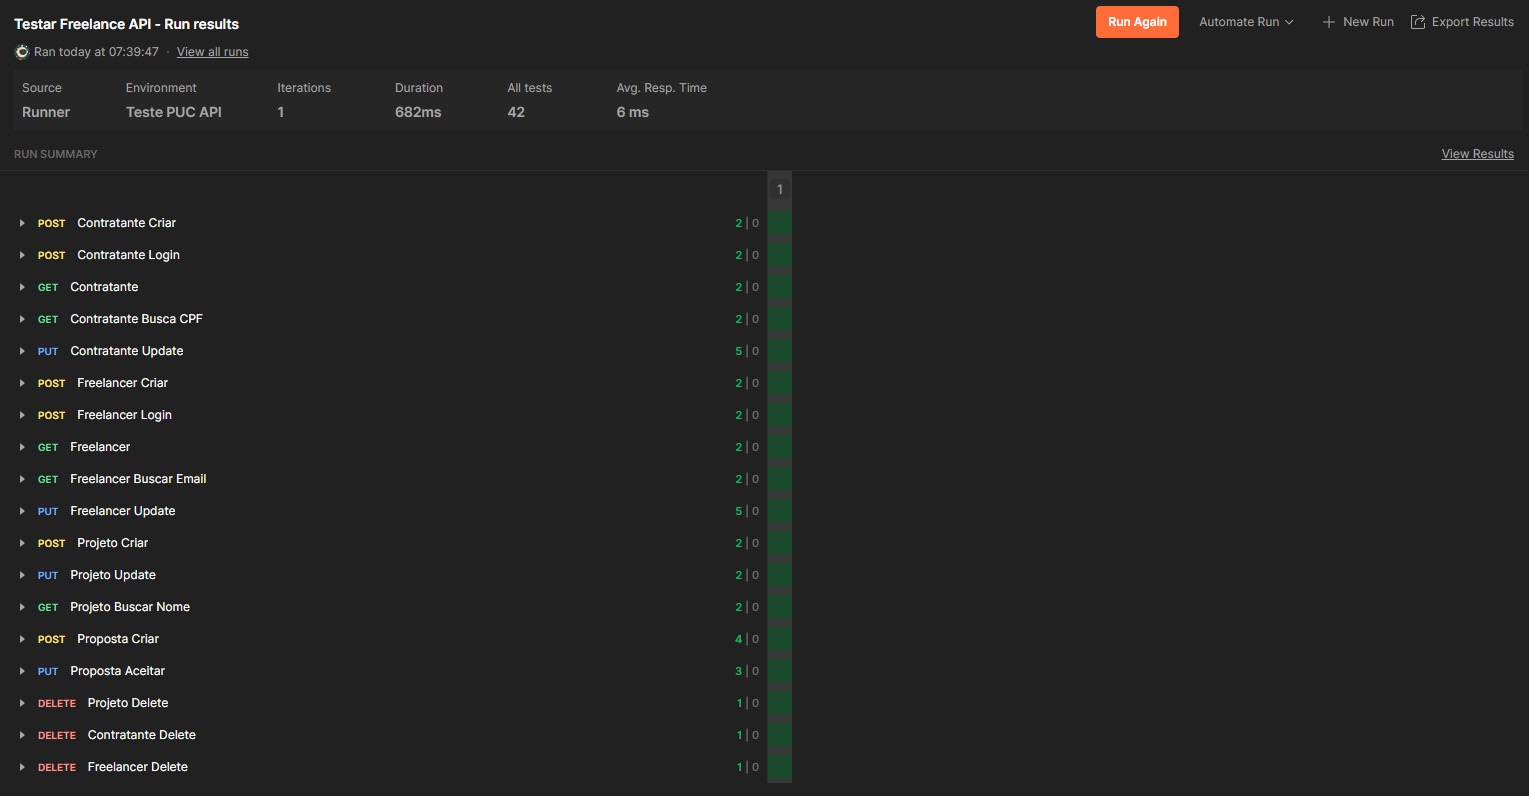 Testar Freelance API - Run results
Run Again
Automate Run
New Run
Export Results
Ran today at 07:39:47 · View all runs
Source Environment Iterations Duration All tests Avg. Resp. Time
Runner Teste PUC API 1 682ms 42 6 ms
RUN SUMMARY View Results
1
POST Contratante Criar 2 | 0
POST Contratante Login 2 | 0
GET Contratante 2 | 0
GET Contratante Busca CPF 2 | 0
PUT Contratante Update 5 | 0
POST Freelancer Criar 2 | 0
POST Freelancer Login 2 | 0
GET Freelancer 2 | 0
GET Freelancer Buscar Email 2 | 0
PUT Freelancer Update 5 | 0
POST Projeto Criar 2 | 0
PUT Projeto Update 2 | 0
GET Projeto Buscar Nome 2 | 0
POST Proposta Criar 4 | 0
PUT Proposta Aceitar 3 | 0
DELETE Projeto Delete 1 | 0
DELETE Contratante Delete 1 | 0
DELETE Freelancer Delete 1 | 0